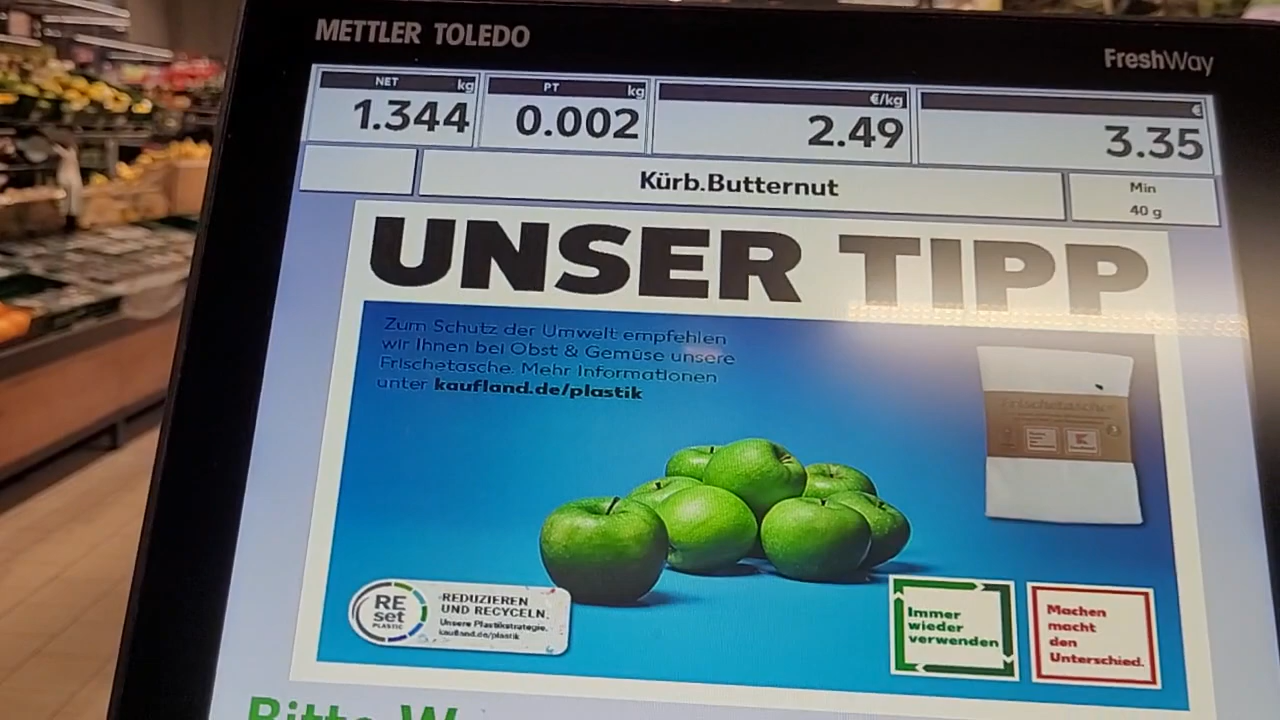 METTLER TOLEDO
FreshWay
NET kg
PT kg
€/kg
€
1.344
0.002
2.49
3.35
Kürb.Butternut
Min
40 g
UNSER TIPP
Zum Schutz der Umwelt empfehlen
wir Ihnen bei Obst & Gemüse unsere
Frischetasche. Mehr Informationen
unter kaufland.de/plastik
Frischetasche
RE
set
PLASTIC
REDUZIEREN
UND RECYCELN.
Unsere Plastikstrategie.
kaufland.de/plastik
Immer
wieder
verwenden
Machen
macht
den
Unterschied.
Bitte